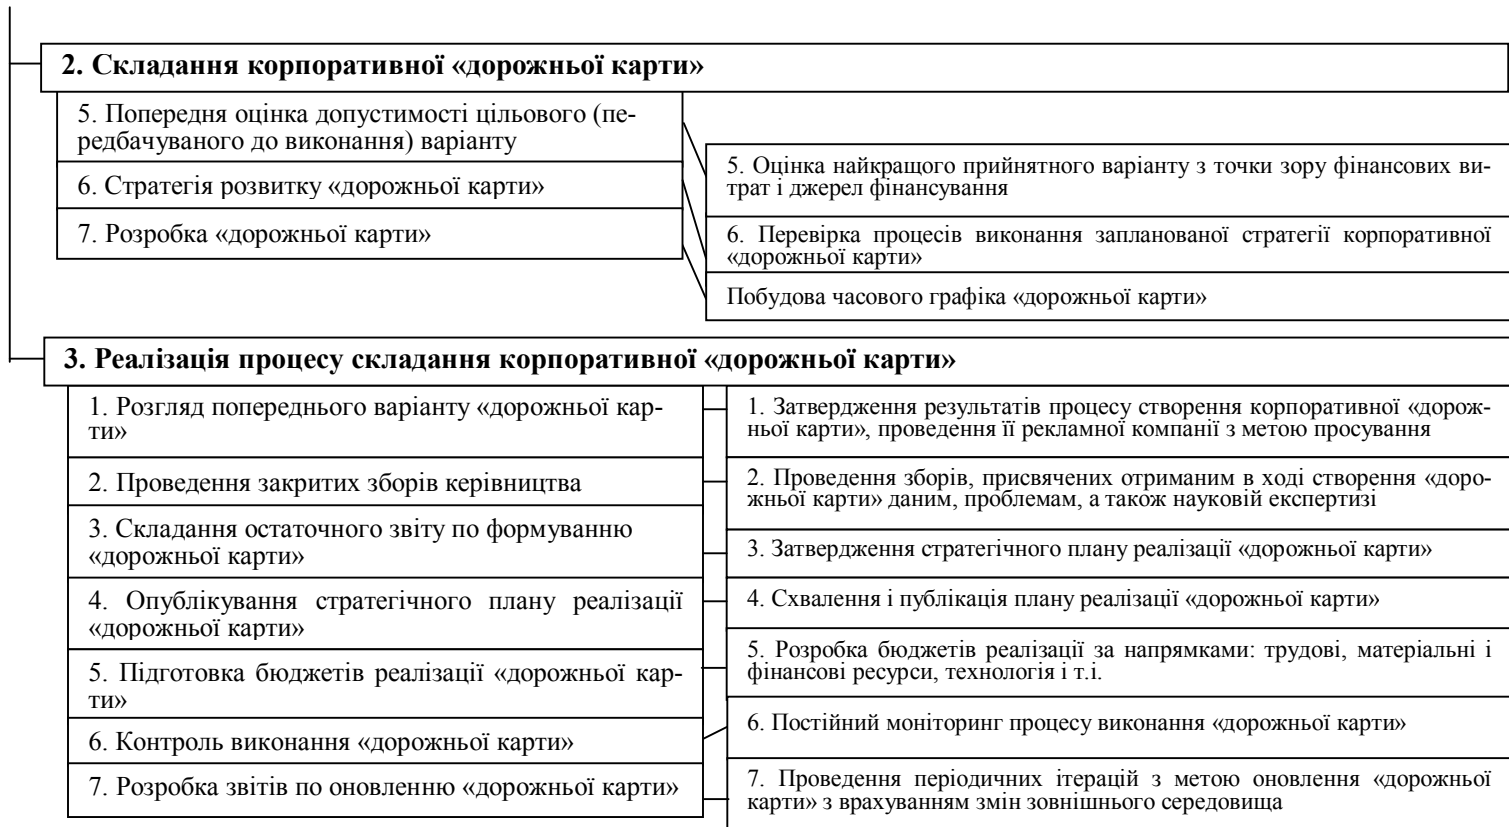 2. Складання корпоративної «дорожньої карти»
5. Попередня оцінка допустимості цільового (пе-
редбачуваного до виконання) варіанту
6. Стратегія розвитку «дорожньої карти»
7. Розробка «дорожньої карти»
5. Оцінка найкращого прийнятного варіанту з точки зору фінансових ви-
трат і джерел фінансування
6. Перевірка процесів виконання запланованої стратегії корпоративної
«дорожньої карти»
Побудова часового графіка «дорожньої карти»
3. Реалізація процесу складання корпоративної «дорожньої карти»
1. Розгляд попереднього варіанту «дорожньої кар-
ти»
2. Проведення закритих зборів керівництва
3. Складання остаточного звіту по формуванню
«дорожньої карти»
4. Опублікування стратегічного плану реалізації
«дорожньої карти»
5. Підготовка бюджетів реалізації «дорожньої кар-
ти»
6. Контроль виконання «дорожньої карти»
7. Розробка звітів по оновленню «дорожньої карти»
1. Затвердження результатів процесу створення корпоративної «дорож-
ньої карти», проведення її рекламної компанії з метою просування
2. Проведення зборів, присвячених отриманим в ході створення «доро-
жньої карти» даним, проблемам, а також науковій експертизі
3. Затвердження стратегічного плану реалізації «дорожньої карти»
4. Схвалення і публікація плану реалізації «дорожньої карти»
5. Розробка бюджетів реалізації за напрямками: трудові, матеріальні і
фінансові ресурси, технологія і т.і.
6. Постійний моніторинг процесу виконання «дорожньої карти»
7. Проведення періодичних ітерацій з метою оновлення «дорожньої
карти» з врахуванням змін зовнішнього середовища